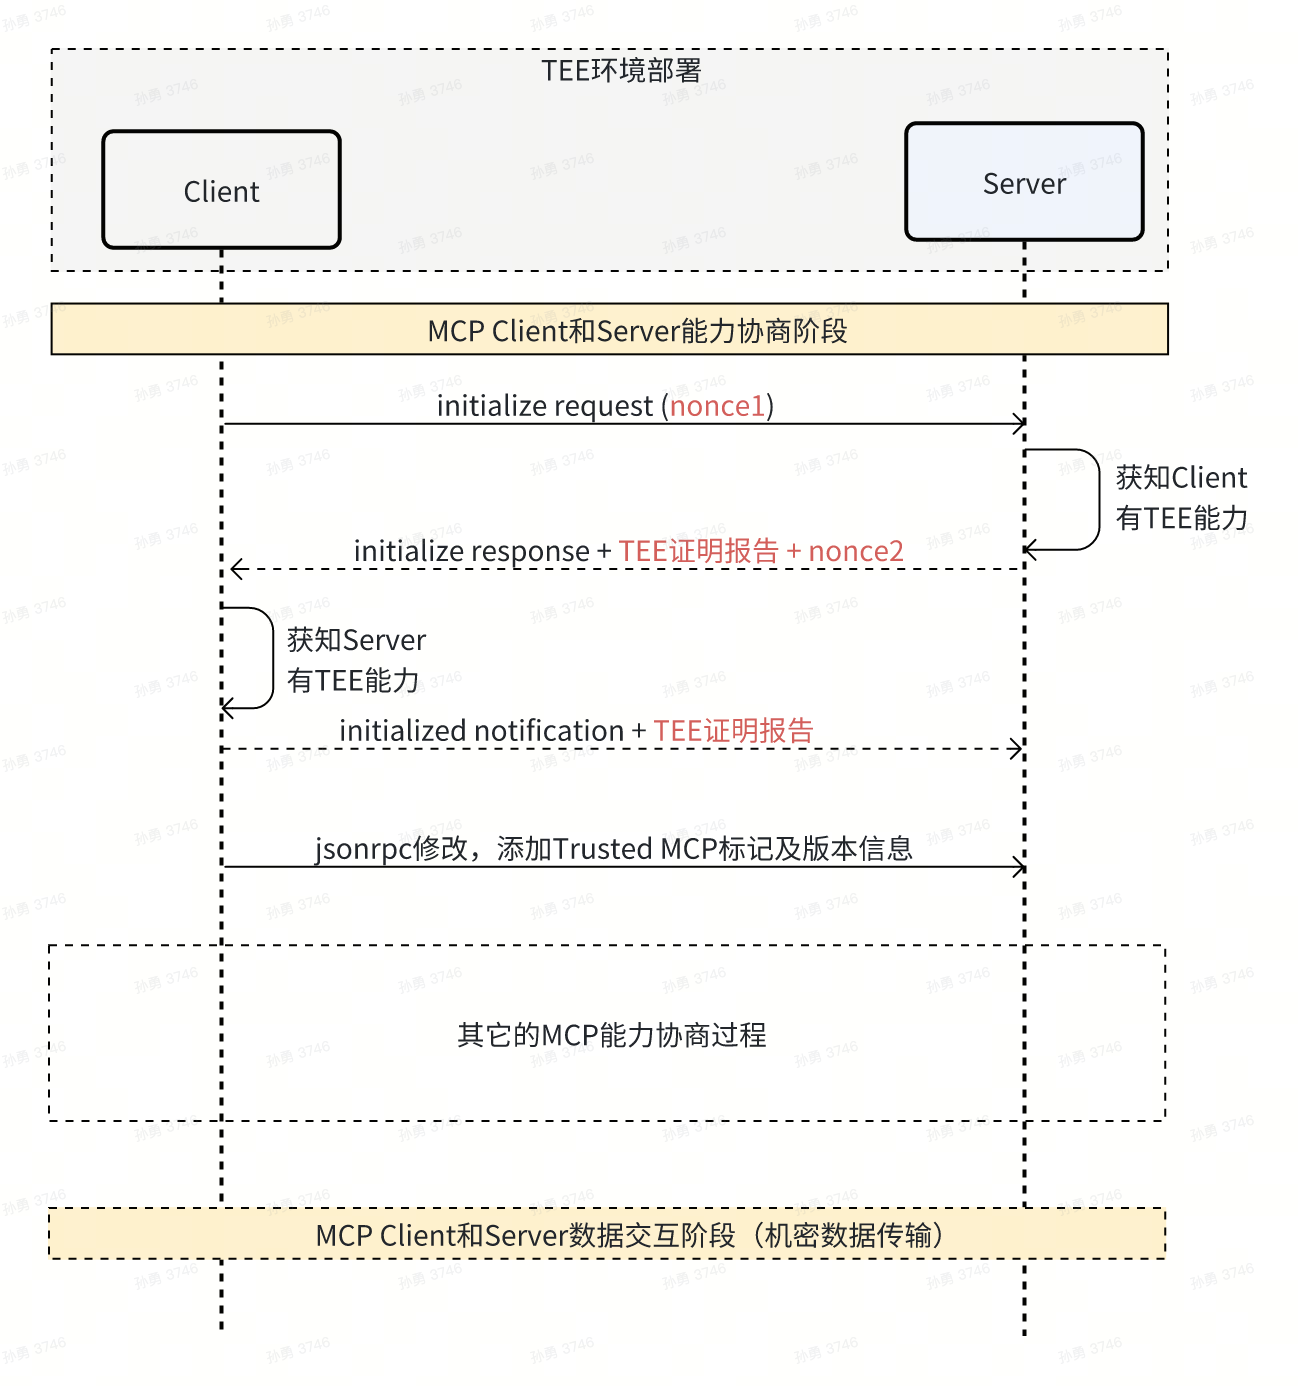 TEE环境部署
Client
Server
MCP Client和Server能力协商阶段
initialize request (nonce1)
获知Client
有TEE能力
initialize response + TEE证明报告 + nonce2
获知Server
有TEE能力
initialized notification + TEE证明报告
jsonrpc修改，添加Trusted MCP标记及版本信息
其它的MCP能力协商过程
MCP Client和Server数据交互阶段（机密数据传输）
孙勇 3746